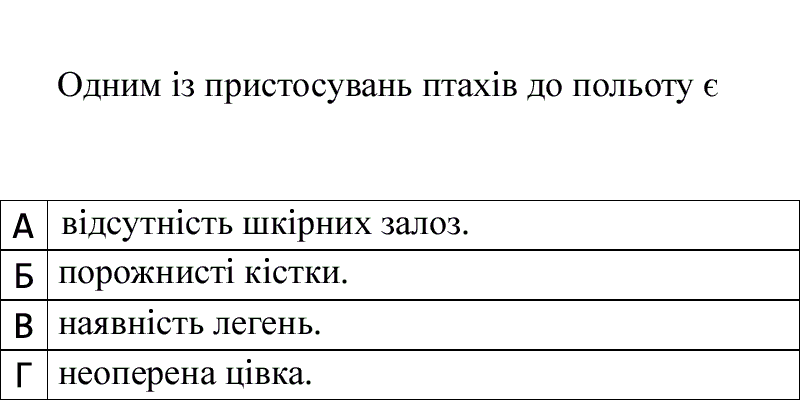 Одним із пристосувань птахів до польоту є
А відсутність шкірних залоз.
Б порожнисті кістки.
В наявність легень.
Г неоперена цівка.